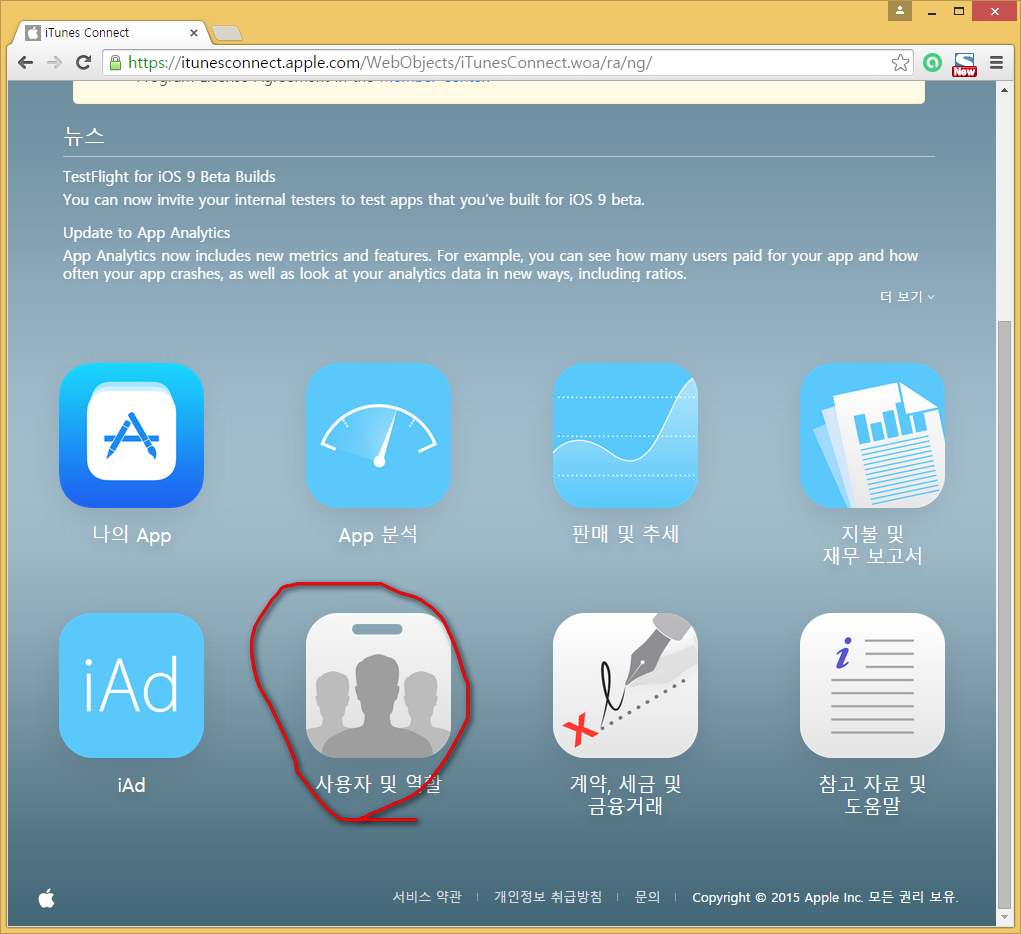 iTunes Connect
https://itunesconnect.apple.com/WebObjects/iTunesConnect.woa/ra/ng/
New
Program License Agreement in the Member Center.
뉴스
TestFlight for iOS 9 Beta Builds
You can now invite your internal testers to test apps that you've built for iOS 9 beta.
Update to App Analytics
App Analytics now includes new metrics and features. For example, you can see how many users paid for your app and how
often your app crashes, as well as look at your analytics data in new ways, including ratios.
더 보기
나의 App
App 분석
판매 및 추세
지불 및
재무 보고서
iAd
iAd
사용자 및 역할
계약, 세금 및
금융거래
i
참고 자료 및
도움말
서비스 약관
개인정보 취급방침
문의
Copyright © 2015 Apple Inc. 모든 권리 보유.